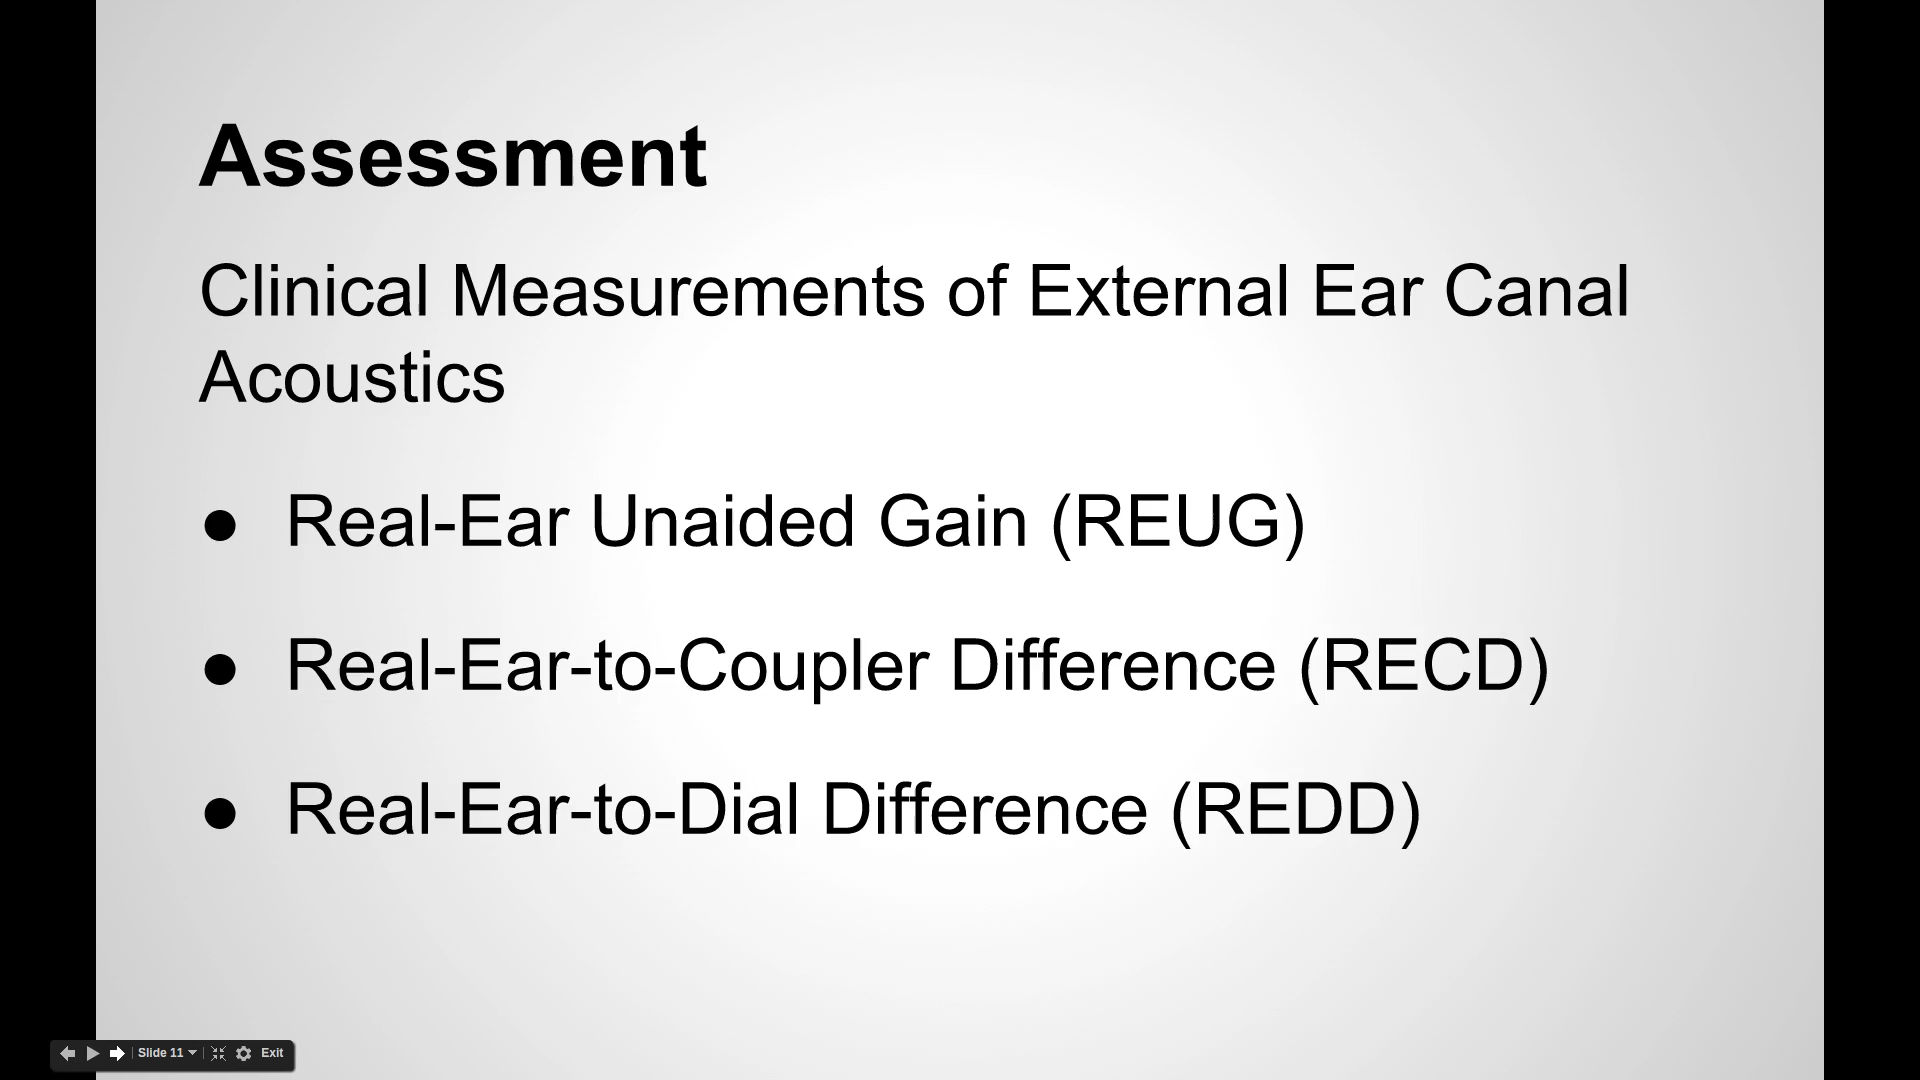 Assessment
Clinical Measurements of External Ear Canal
Acoustics
● Real-Ear Unaided Gain (REUG)
● Real-Ear-to-Coupler Difference (RECD)
● Real-Ear-to-Dial Difference (REDD)
Slide 11 Exit